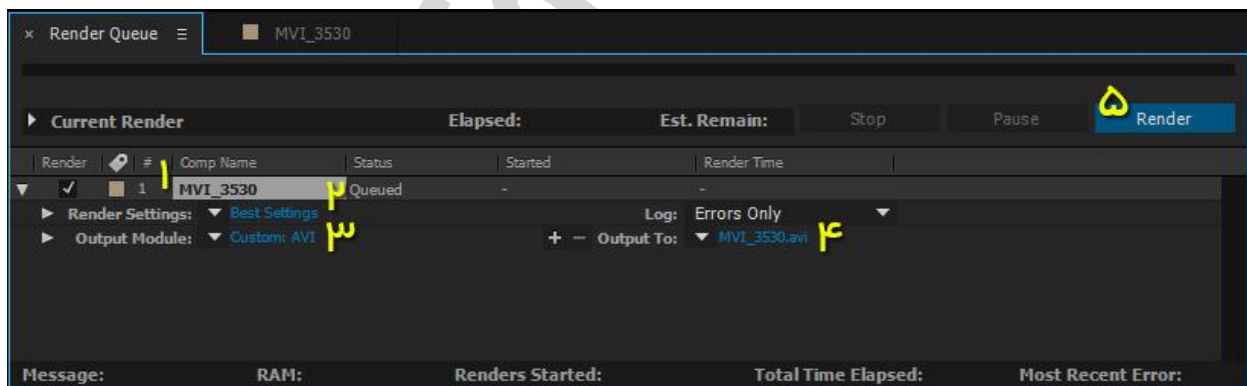 × Render Queue ≡ MVI_3530
Current Render Elapsed: Est. Remain: Stop Pause Render ۵
Render # Comp Name Status Started Render Time
✓ 1 ۱ MVI_3530 ۲ Queued - -
Render Settings: Best Settings Log: Errors Only
Output Module: Custom: AVI ۳ + − Output To: MVI_3530.avi ۴
Message: RAM: Renders Started: Total Time Elapsed: Most Recent Error: